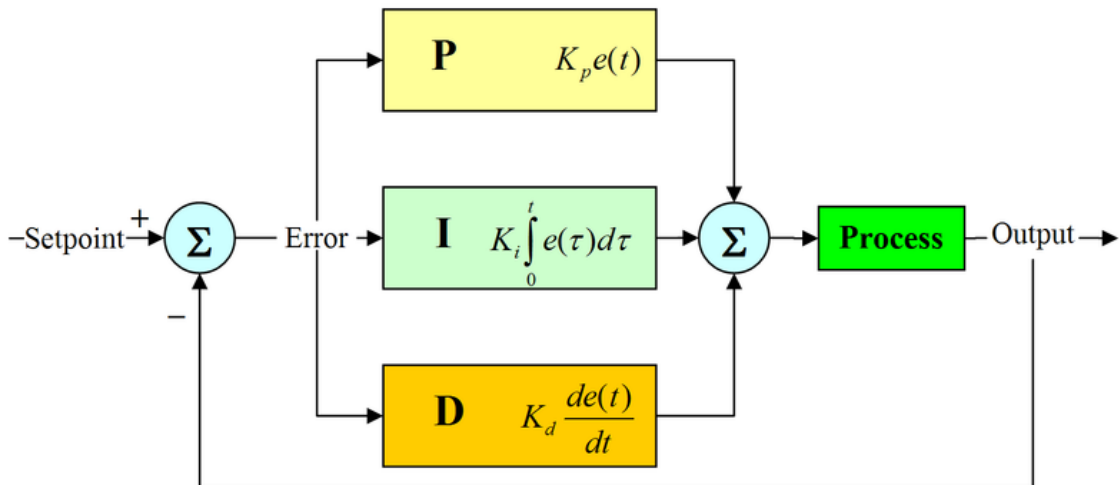 P K_p e(t)
–Setpoint + Σ Error I K_i ∫_0^t e(τ)dτ Σ Process Output
–
D K_d de(t)/dt